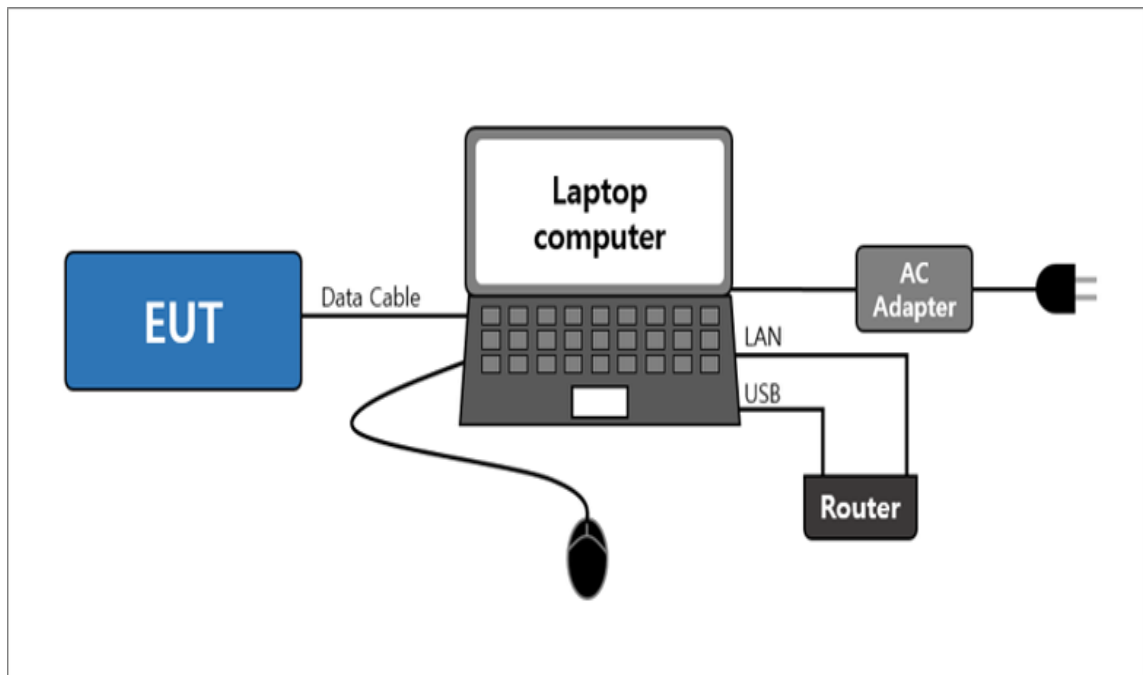 Laptop
computer
EUT
Data Cable
AC
Adapter
LAN
USB
Router